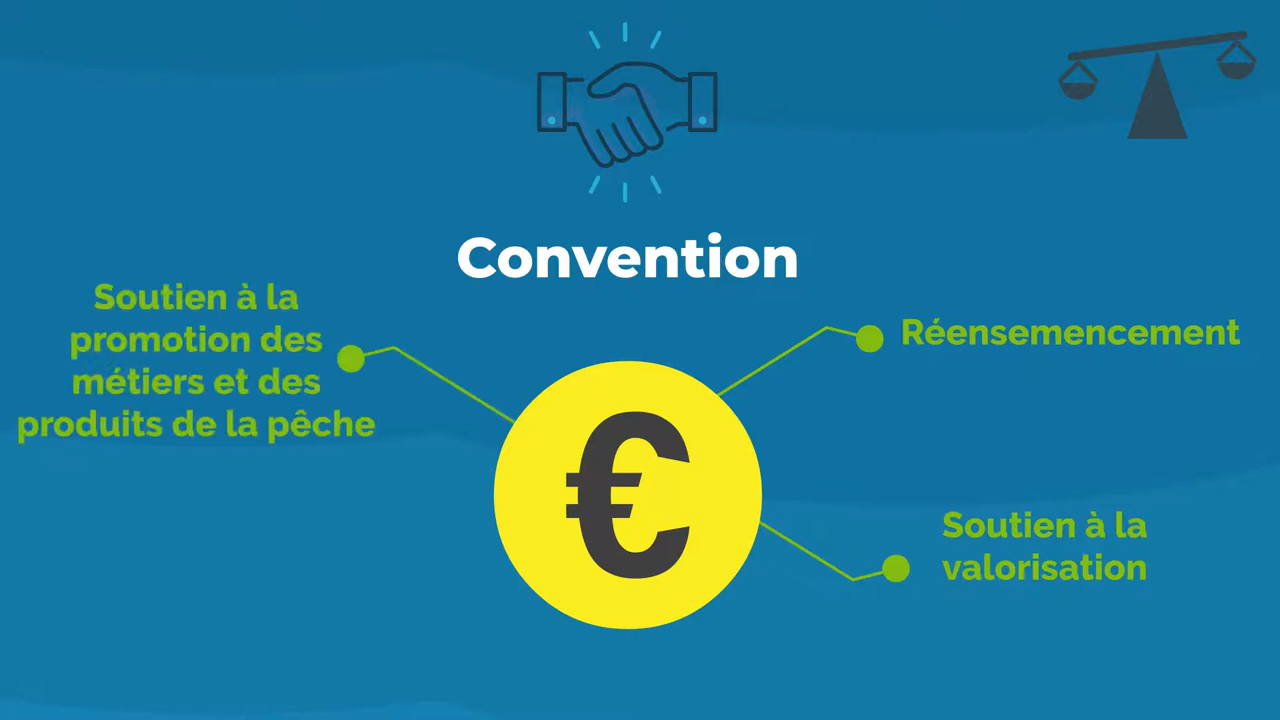 Convention
Soutien à la
promotion des
métiers et des
produits de la pêche
Réensemencement
€
Soutien à la
valorisation